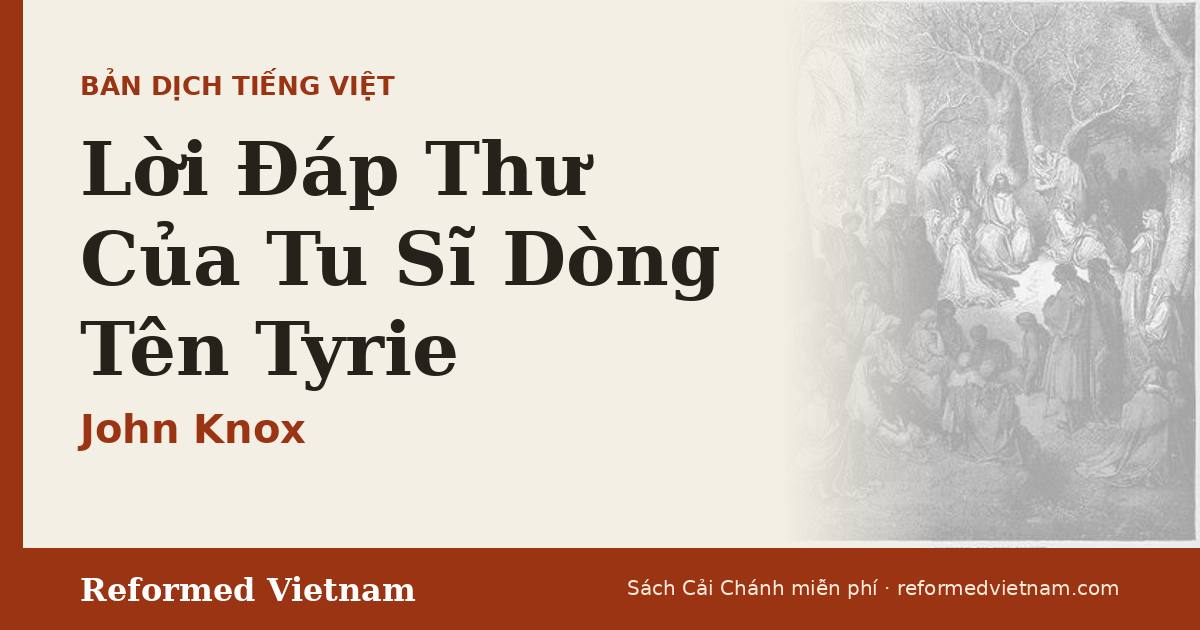 BẢN DỊCH TIẾNG VIỆT
Lời Đáp Thư
Của Tu Sĩ Dòng
Tên Tyrie
John Knox
Reformed Vietnam
Sách Cải Chánh miễn phí · reformedvietnam.com